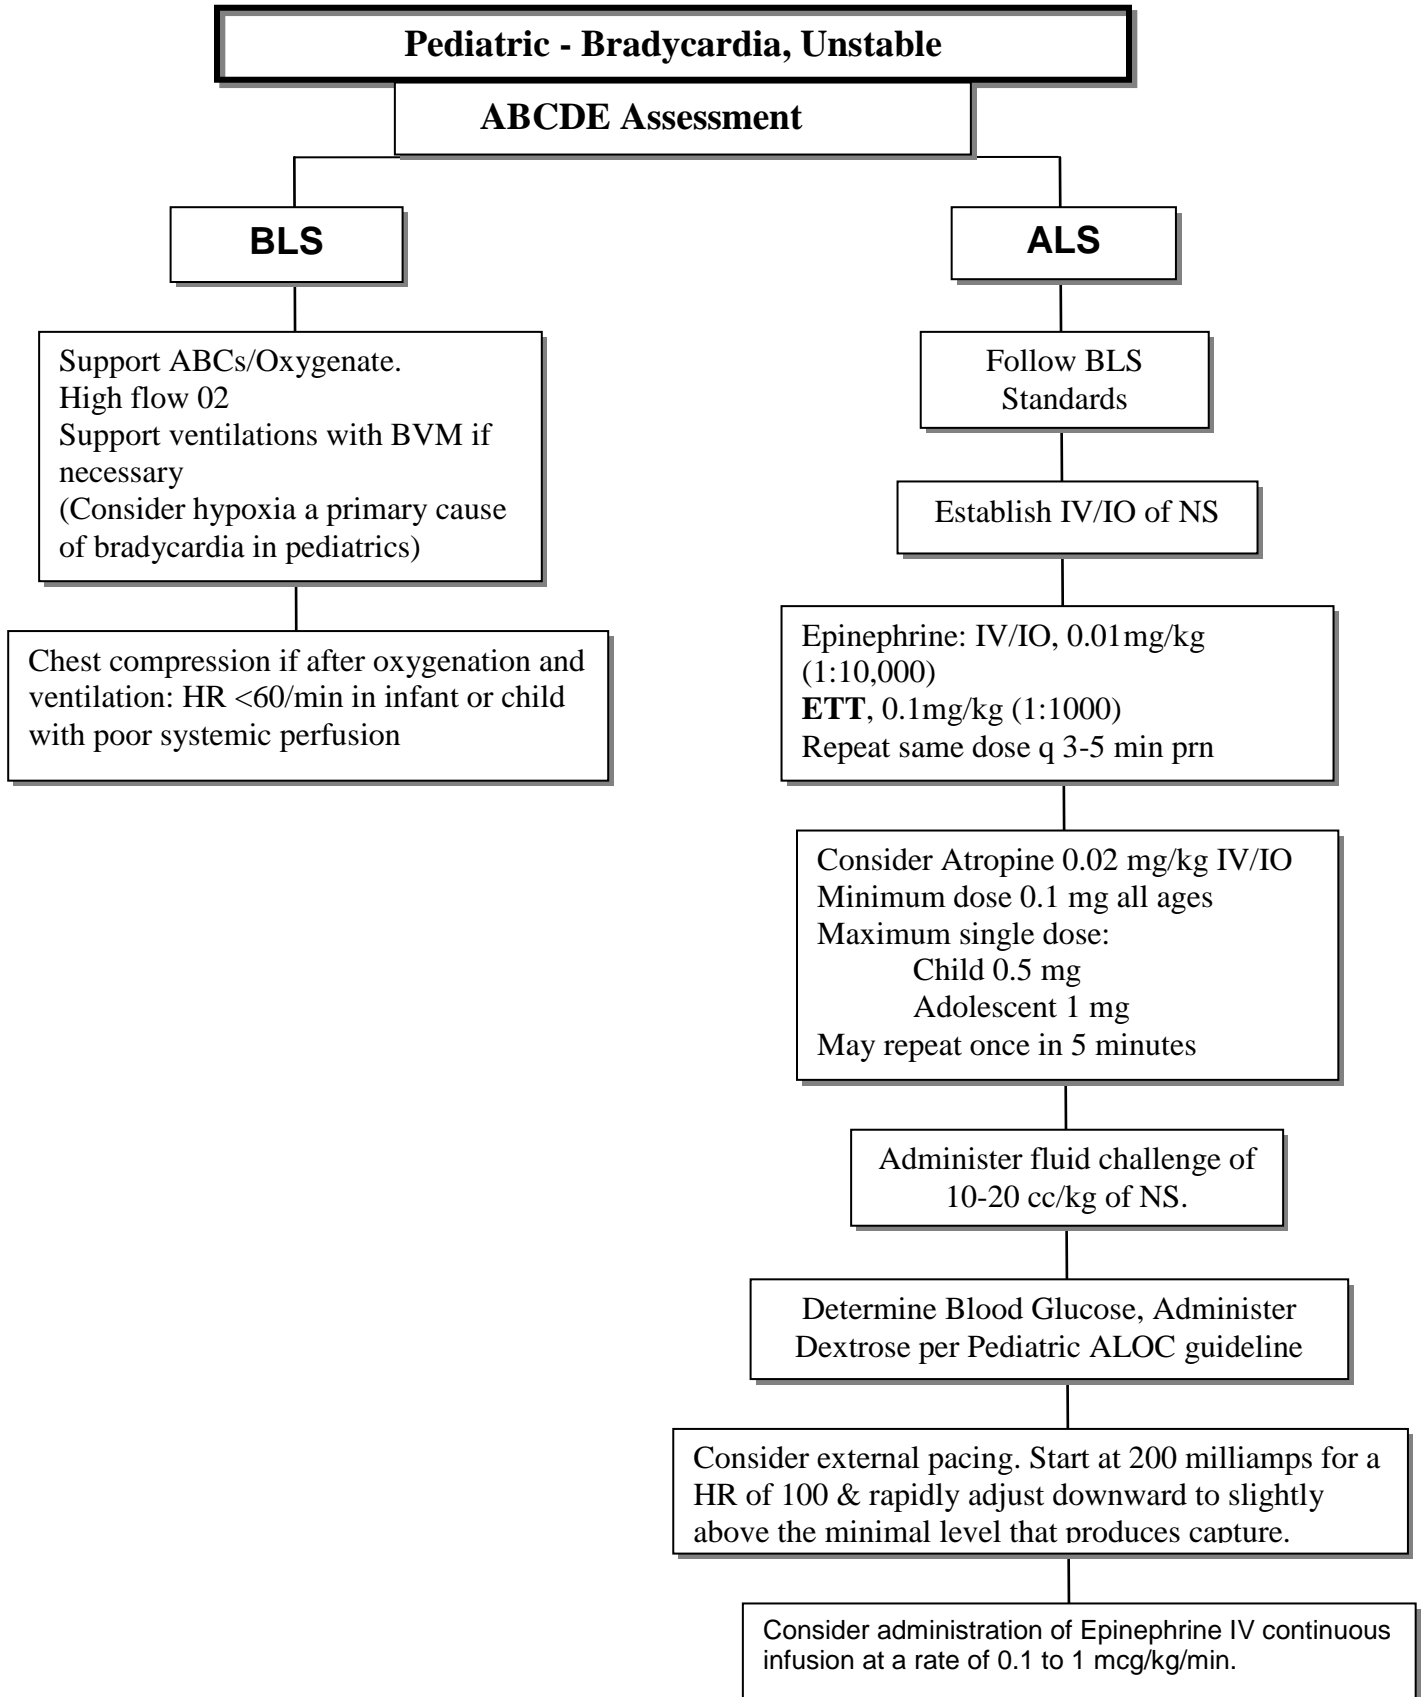 Pediatric - Bradycardia, Unstable
ABCDE Assessment
BLS
Support ABCs/Oxygenate.
High flow 02
Support ventilations with BVM if
necessary
(Consider hypoxia a primary cause
of bradycardia in pediatrics)
Chest compression if after oxygenation and
ventilation: HR <60/min in infant or child
with poor systemic perfusion
ALS
Follow BLS
Standards
Establish IV/IO of NS
Epinephrine: IV/IO, 0.01mg/kg
(1:10,000)
ETT, 0.1mg/kg (1:1000)
Repeat same dose q 3-5 min prn
Consider Atropine 0.02 mg/kg IV/IO
Minimum dose 0.1 mg all ages
Maximum single dose:
Child 0.5 mg
Adolescent 1 mg
May repeat once in 5 minutes
Administer fluid challenge of
10-20 cc/kg of NS.
Determine Blood Glucose, Administer
Dextrose per Pediatric ALOC guideline
Consider external pacing. Start at 200 milliamps for a
HR of 100 & rapidly adjust downward to slightly
above the minimal level that produces capture.
Consider administration of Epinephrine IV continuous
infusion at a rate of 0.1 to 1 mcg/kg/min.